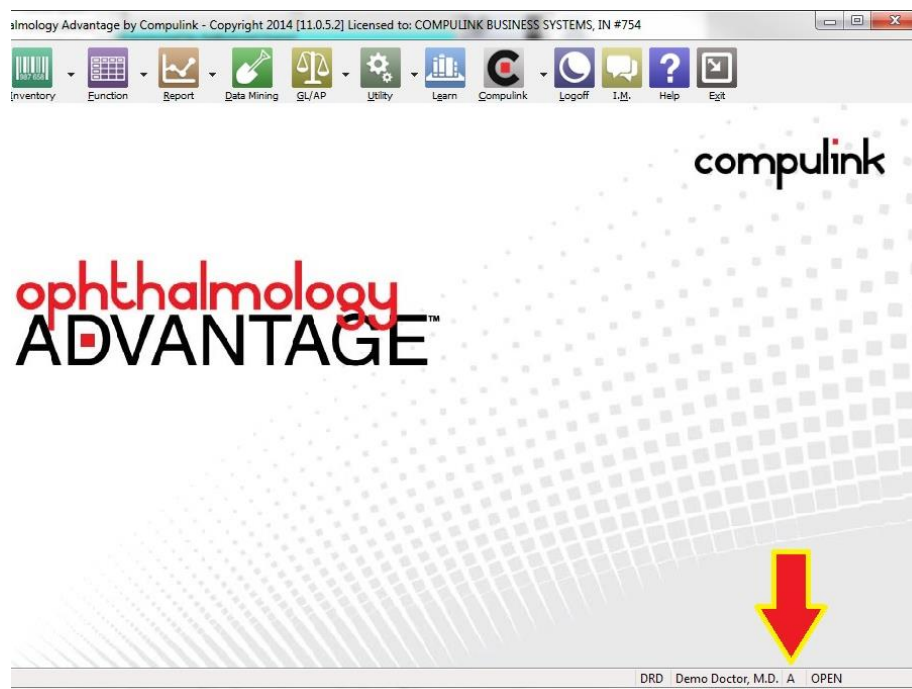 almology Advantage by Compulink - Copyright 2014 [11.0.5.2] Licensed to: COMPULINK BUSINESS SYSTEMS, IN #754
Inventory Function Report Data Mining GL/AP Utility Learn Compulink Logoff I.M. Help Exit
compulink
ophthalmology
ADVANTAGE™
DRD Demo Doctor, M.D. A OPEN